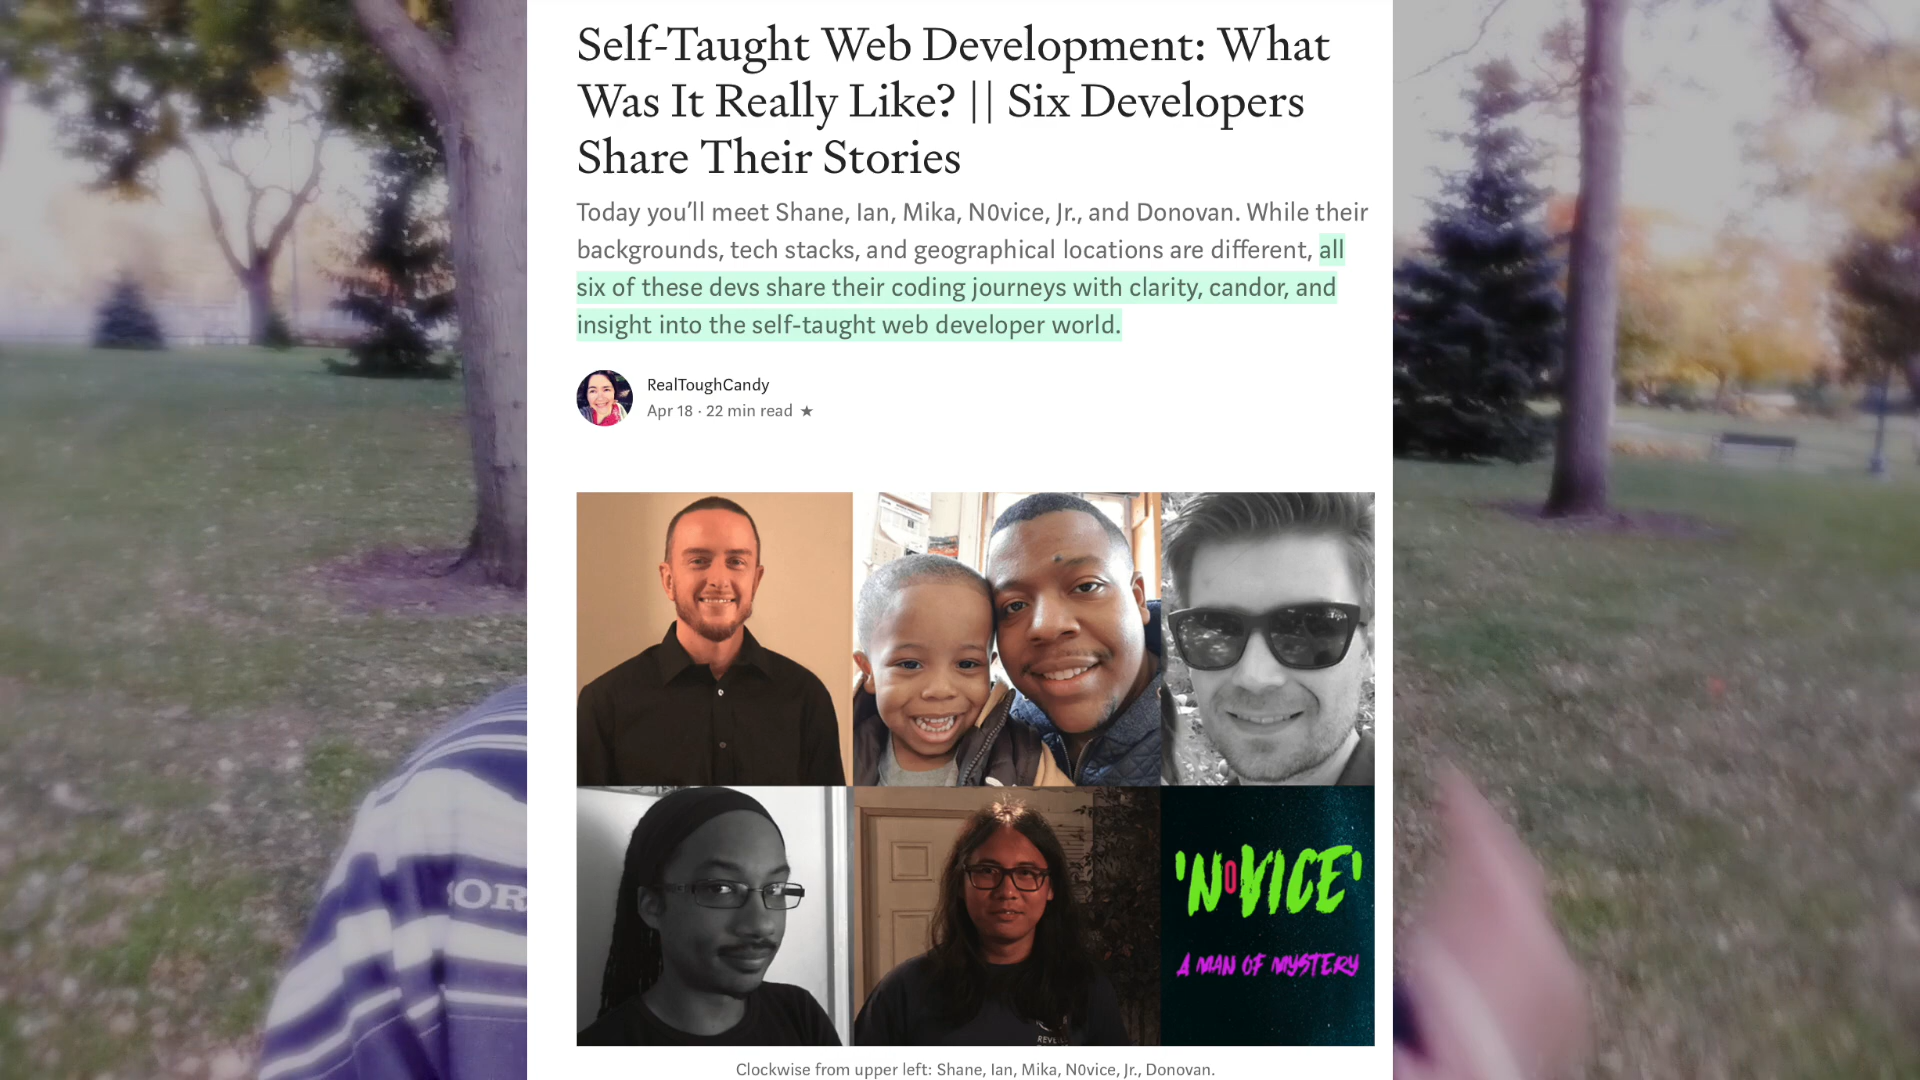 Self-Taught Web Development: What
Was It Really Like? || Six Developers
Share Their Stories
Today you’ll meet Shane, Ian, Mika, N0vice, Jr., and Donovan. While their
backgrounds, tech stacks, and geographical locations are different, all
six of these devs share their coding journeys with clarity, candor, and
insight into the self-taught web developer world.
RealToughCandy
Apr 18 · 22 min read ★
'N0VICE'
A MAN OF MYSTERY
Clockwise from upper left: Shane, Ian, Mika, N0vice, Jr., Donovan.